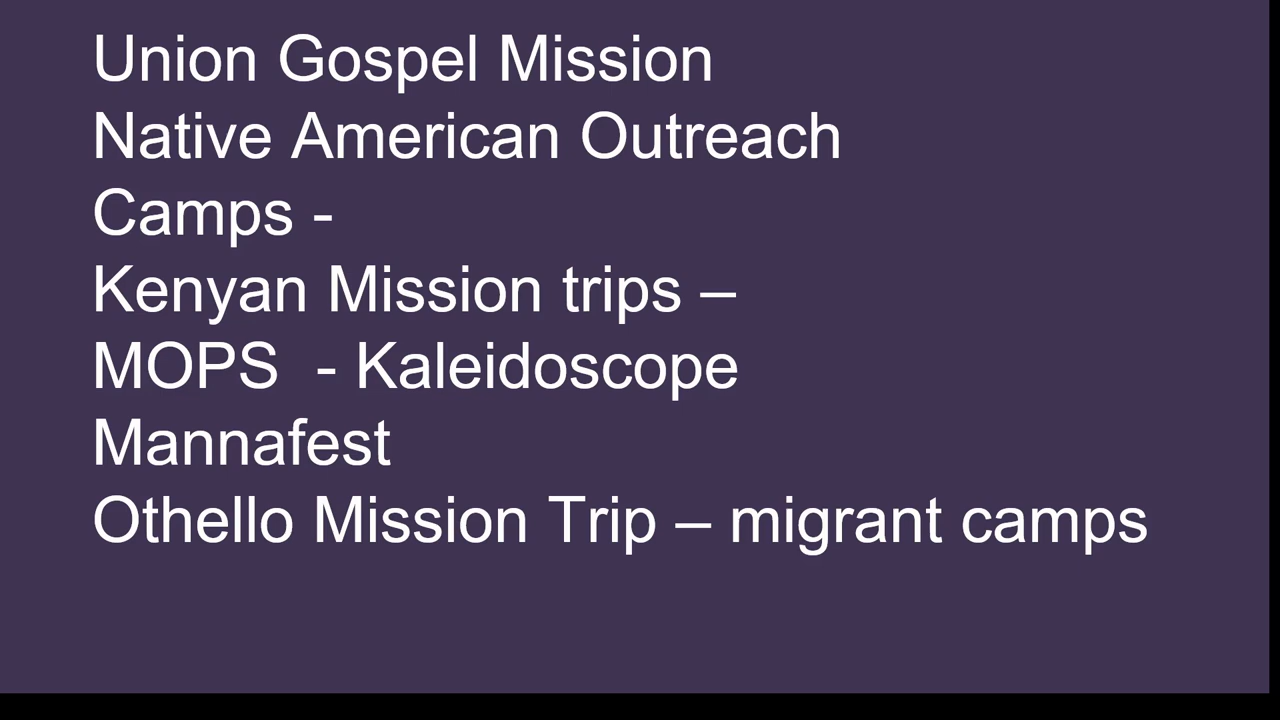 Union Gospel Mission
Native American Outreach
Camps -
Kenyan Mission trips –
MOPS  - Kaleidoscope
Mannafest
Othello Mission Trip – migrant camps